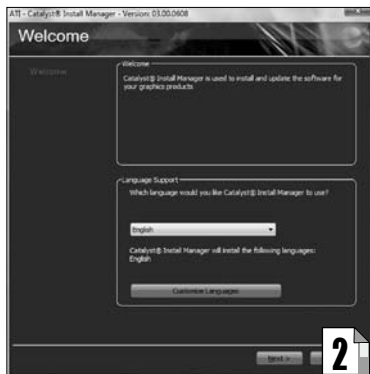 ATI - Catalyst® Install Manager - Version: 03.00.0608
Welcome
Welcome
Welcome
Catalyst® Install Manager is used to install and update the software for
your graphics products
Language Support
Which language would you like Catalyst® Install Manager to use?
English
Catalyst® Install Manager will install the following languages:
English
Customize Languages
Next >
2